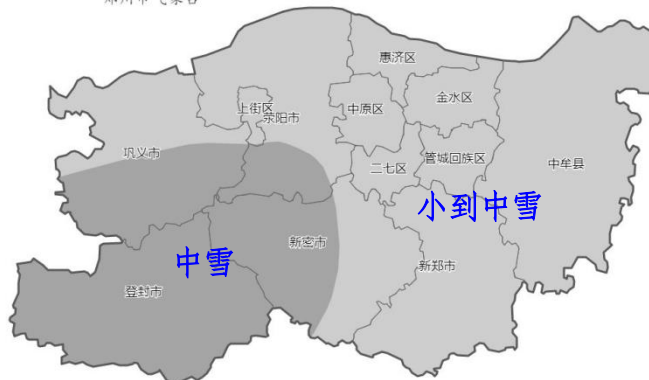 惠济区
上街区
荥阳市
中原区
金水区
巩义市
二七区
管城回族区
中牟县
小到中雪
中雪
新密市
新郑市
登封市